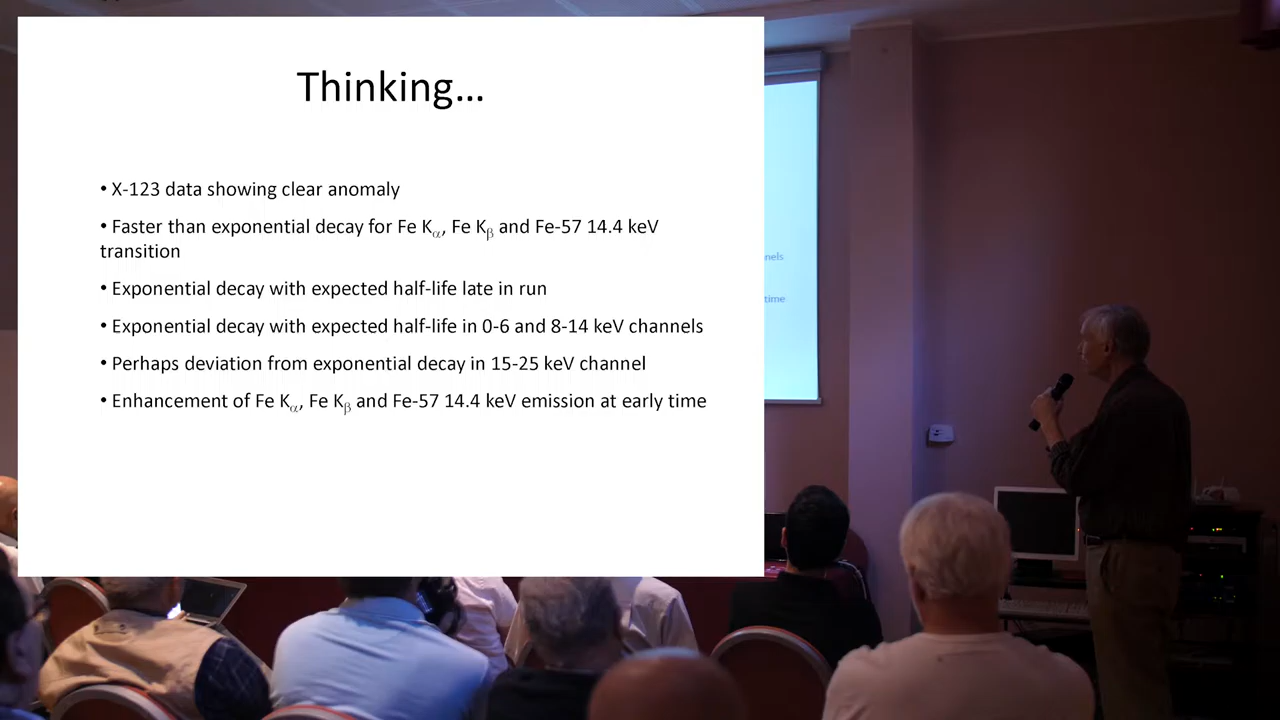 Thinking...
• X-123 data showing clear anomaly
• Faster than exponential decay for Fe Kα, Fe Kβ and Fe-57 14.4 keV
transition
• Exponential decay with expected half-life late in run
• Exponential decay with expected half-life in 0-6 and 8-14 keV channels
• Perhaps deviation from exponential decay in 15-25 keV channel
• Enhancement of Fe Kα, Fe Kβ and Fe-57 14.4 keV emission at early time
nels
time